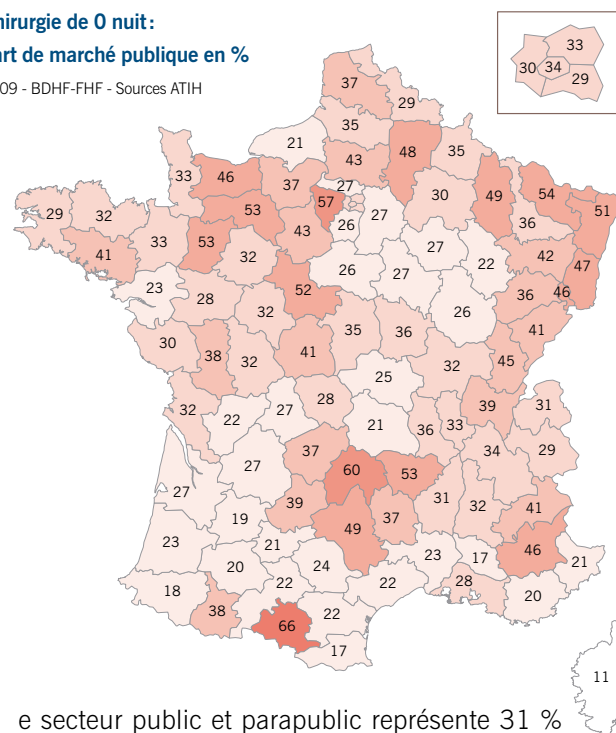 hirurgie de 0 nuit :
art de marché publique en %
09 - BDHF-FHF - Sources ATIH
33
30 34 29
37
29
35
21
43 48 35
33 46 37 27 49 54 51
57 30 36
53 27
29 32 43 26
33 53 27 42 47
41 32 26 27 22
23 52 36 46
28 26
32 35 36 41
30 38 32 41 32 45
25
32 22 27 28 39 31
21 36 33
37 34 29
27 60 53
27 39 31 32 41
19 49 37
23 21 23 17 46 21
20 24
18 22 22 28 20
38 66 22
17
11
e secteur public et parapublic représente 31 %